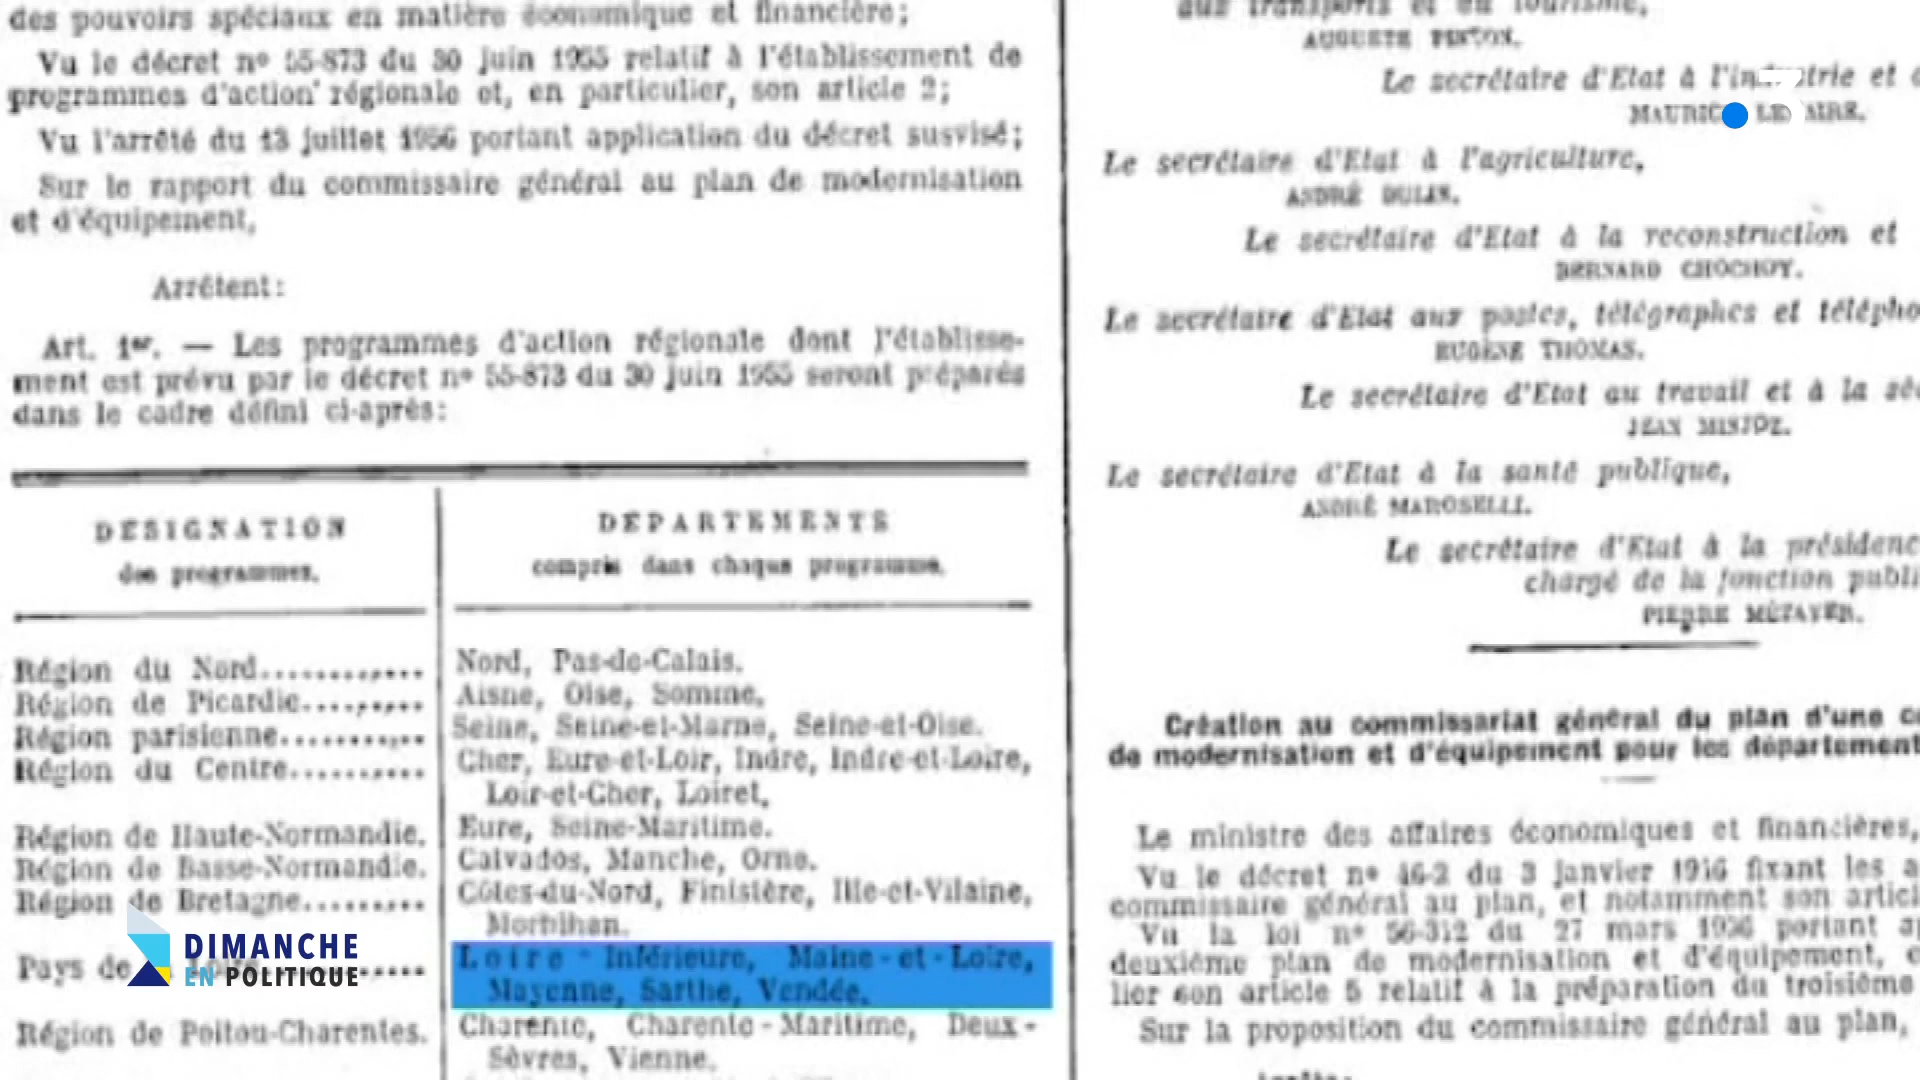 des pouvoirs spéciaux en matière économique et financière;
Vu le décret nº 55-873 du 30 juin 1955 relatif à l'établissement de
programmes d'action régionale et, en particulier, son article 2;
Vu l'arrêté du 13 juillet 1956 portant application du décret susvisé;
Sur le rapport du commissaire général au plan de modernisation
et d'équipement,
Arrêtent:
Art. 1er. — Les programmes d'action régionale dont l'établisse-
ment est prévu par le décret nº 55-873 du 30 juin 1955 seront préparés
dans le cadre défini ci-après:
DESIGNATION
des programmes.
DEPARTEMENTS
compris dans chaque programme.
Région du Nord............ Nord, Pas-de-Calais.
Région de Picardie......... Aisne, Oise, Somme.
Région parisienne.......... Seine, Seine-et-Marne, Seine-et-Oise.
Région du Centre.......... Cher, Eure-et-Loir, Indre, Indre-et-Loire,
Loir-et-Cher, Loiret.
Région de Haute-Normandie. Eure, Seine-Maritime.
Région de Basse-Normandie. Calvados, Manche, Orne.
Région de Bretagne......... Côtes-du-Nord, Finistère, Ille-et-Vilaine,
Morbihan.
Pays de Loire - Inférieure, Maine-et-Loire,
Mayenne, Sarthe, Vendée.
Région de Poitou-Charentes. Charente, Charente-Maritime, Deux-
Sèvres, Vienne.
aux transports et au tourisme,
AUGUSTE PINTON.
Le secrétaire d'Etat à l'industrie et
MAURICE LEMAIRE.
Le secrétaire d'Etat à l'agriculture,
ANDRÉ DULIN.
Le secrétaire d'Etat à la reconstruction et
BERNARD CHOCHOY.
Le secrétaire d'Etat aux postes, télégraphes et télépho
EUGÈNE THOMAS.
Le secrétaire d'Etat au travail et à la séc
JEAN MINJOZ.
Le secrétaire d'Etat à la santé publique,
ANDRÉ MAROSELLI.
Le secrétaire d'Etat à la présidenc
chargé de la fonction publi
PIERRE MÉTAYER.
Création au commissariat général du plan d'une c
de modernisation et d'équipement pour les département
Le ministre des affaires économiques et financières,
Vu le décret nº 46-2 du 3 janvier 1946 fixant les a
commissaire général au plan, et notamment son artic
Vu la loi nº 56-312 du 27 mars 1956 portant ap
deuxième plan de modernisation et d'équipement,
lier son article 5 relatif à la préparation du troisième
Sur la proposition du commissaire général au plan,
3
DIMANCHE
EN POLITIQUE